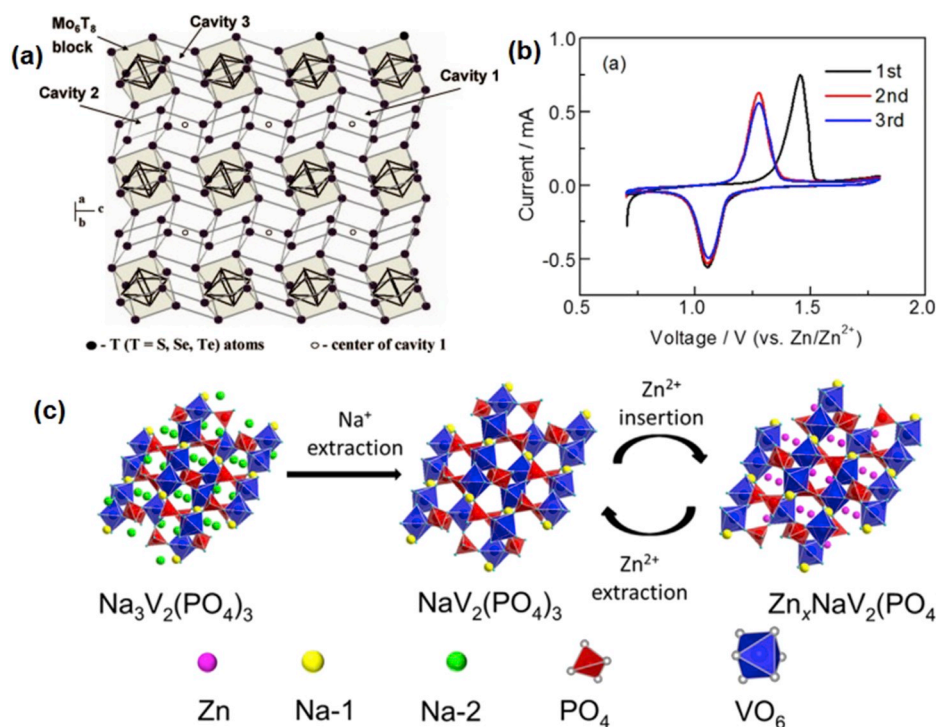 (a)
Mo₆T₈
block
Cavity 3
Cavity 1
Cavity 2
a
b
c
● - T (T = S, Se, Te) atoms
○ - center of cavity 1
(b)
(a)
1st
2nd
3rd
Current / mA
0.5
0.0
-0.5
0.5
1.0
1.5
2.0
Voltage / V (vs. Zn/Zn²⁺)
(c)
Na⁺
extraction
Zn²⁺
insertion
Zn²⁺
extraction
Na₃V₂(PO₄)₃
NaV₂(PO₄)₃
ZnₓNaV₂(PO₄
Zn
Na-1
Na-2
PO₄
VO₆